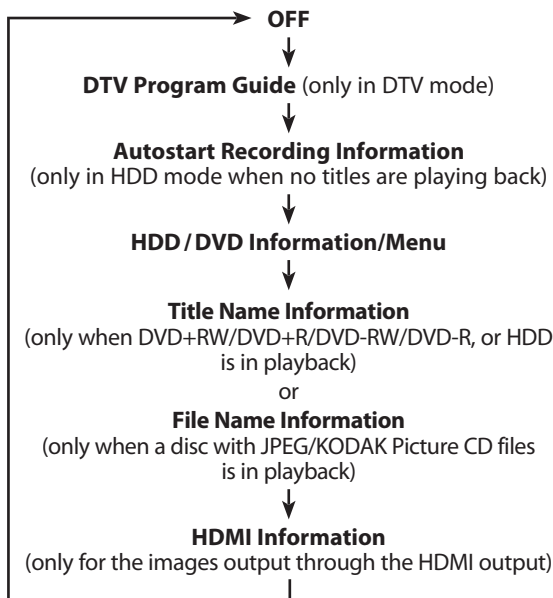 OFF
DTV Program Guide (only in DTV mode)
Autostart Recording Information
(only in HDD mode when no titles are playing back)
HDD / DVD Information/Menu
Title Name Information
(only when DVD+RW/DVD+R/DVD-RW/DVD-R, or HDD
is in playback)
or
File Name Information
(only when a disc with JPEG/KODAK Picture CD files
is in playback)
HDMI Information
(only for the images output through the HDMI output)